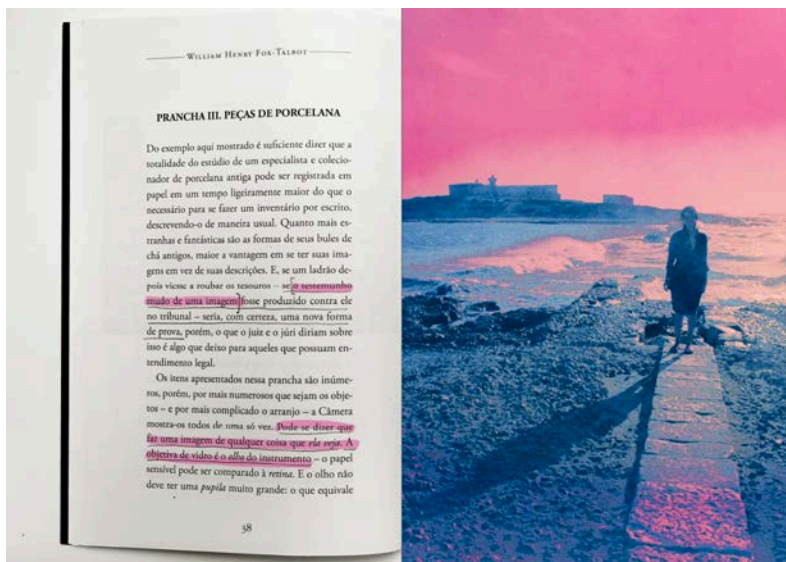 William Henry Fox-Talbot
PRANCHA III. PEÇAS DE PORCELANA
Do exemplo aqui mostrado é suficiente dizer que a
totalidade do estúdio de um especialista e colecio-
nador de porcelana antiga pode ser registrada em
papel em um tempo ligeiramente maior do que o
necessário para se fazer um inventário por escrito,
descrevendo-o de maneira usual. Quanto mais es-
tranhas e fantásticas são as formas de seus bules de
chá antigos, maior a vantagem em se ter suas ima-
gens em vez de suas descrições. E, se um ladrão de-
pois viesse a roubar os tesouros – se o testemunho
mudo de uma imagem fosse produzido contra ele
no tribunal – seria, com certeza, uma nova forma
de prova, porém, o que o juiz e o júri diriam sobre
isso é algo que deixo para aqueles que possuam en-
tendimento legal.
Os itens apresentados nessa prancha são inúme-
ros, porém, por mais numerosos que sejam os obje-
tos – e por mais complicado o arranjo – a Câmera
mostra-os todos de uma só vez. Pode se dizer que
faz uma imagem de qualquer coisa que ela veja. A
objetiva de vidro é o olho do instrumento – o papel
sensível pode ser comparado à retina. E o olho não
deve ter uma pupila muito grande: o que equivale
38